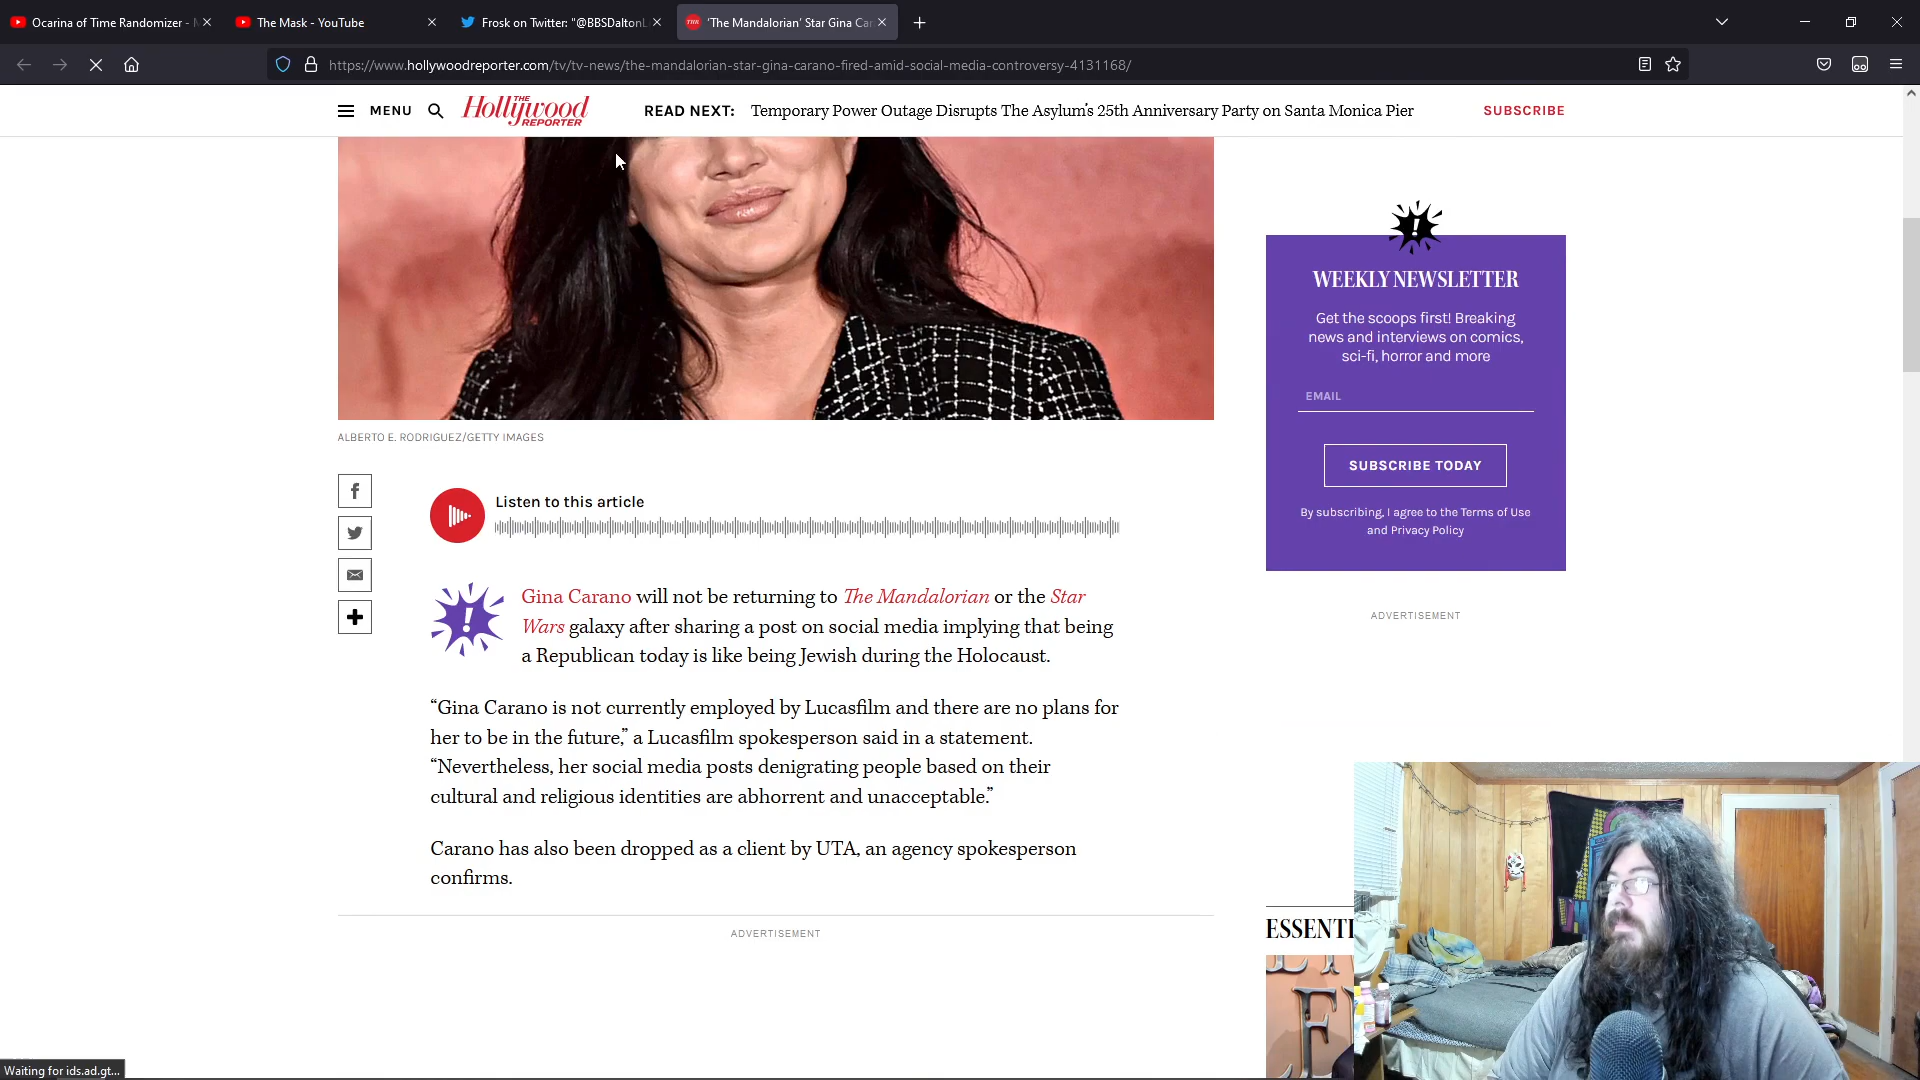 Ocarina of Time Randomizer -
The Mask - YouTube
Frosk on Twitter: "@BBSDaltonL
'The Mandalorian' Star Gina Car
https://www.hollywoodreporter.com/tv/tv-news/the-mandalorian-star-gina-carano-fired-amid-social-media-controversy-4131168/
MENU
THE
Hollywood
REPORTER
READ NEXT: Temporary Power Outage Disrupts The Asylum's 25th Anniversary Party on Santa Monica Pier
SUBSCRIBE
ALBERTO E. RODRIGUEZ/GETTY IMAGES
Listen to this article
Gina Carano will not be returning to The Mandalorian or the Star
Wars galaxy after sharing a post on social media implying that being
a Republican today is like being Jewish during the Holocaust.
“Gina Carano is not currently employed by Lucasfilm and there are no plans for
her to be in the future,” a Lucasfilm spokesperson said in a statement.
“Nevertheless, her social media posts denigrating people based on their
cultural and religious identities are abhorrent and unacceptable.”
Carano has also been dropped as a client by UTA, an agency spokesperson
confirms.
ADVERTISEMENT
WEEKLY NEWSLETTER
Get the scoops first! Breaking
news and interviews on comics,
sci-fi, horror and more
EMAIL
SUBSCRIBE TODAY
By subscribing, I agree to the Terms of Use
and Privacy Policy
ADVERTISEMENT
ESSENTI
Waiting for ids.ad.gt...